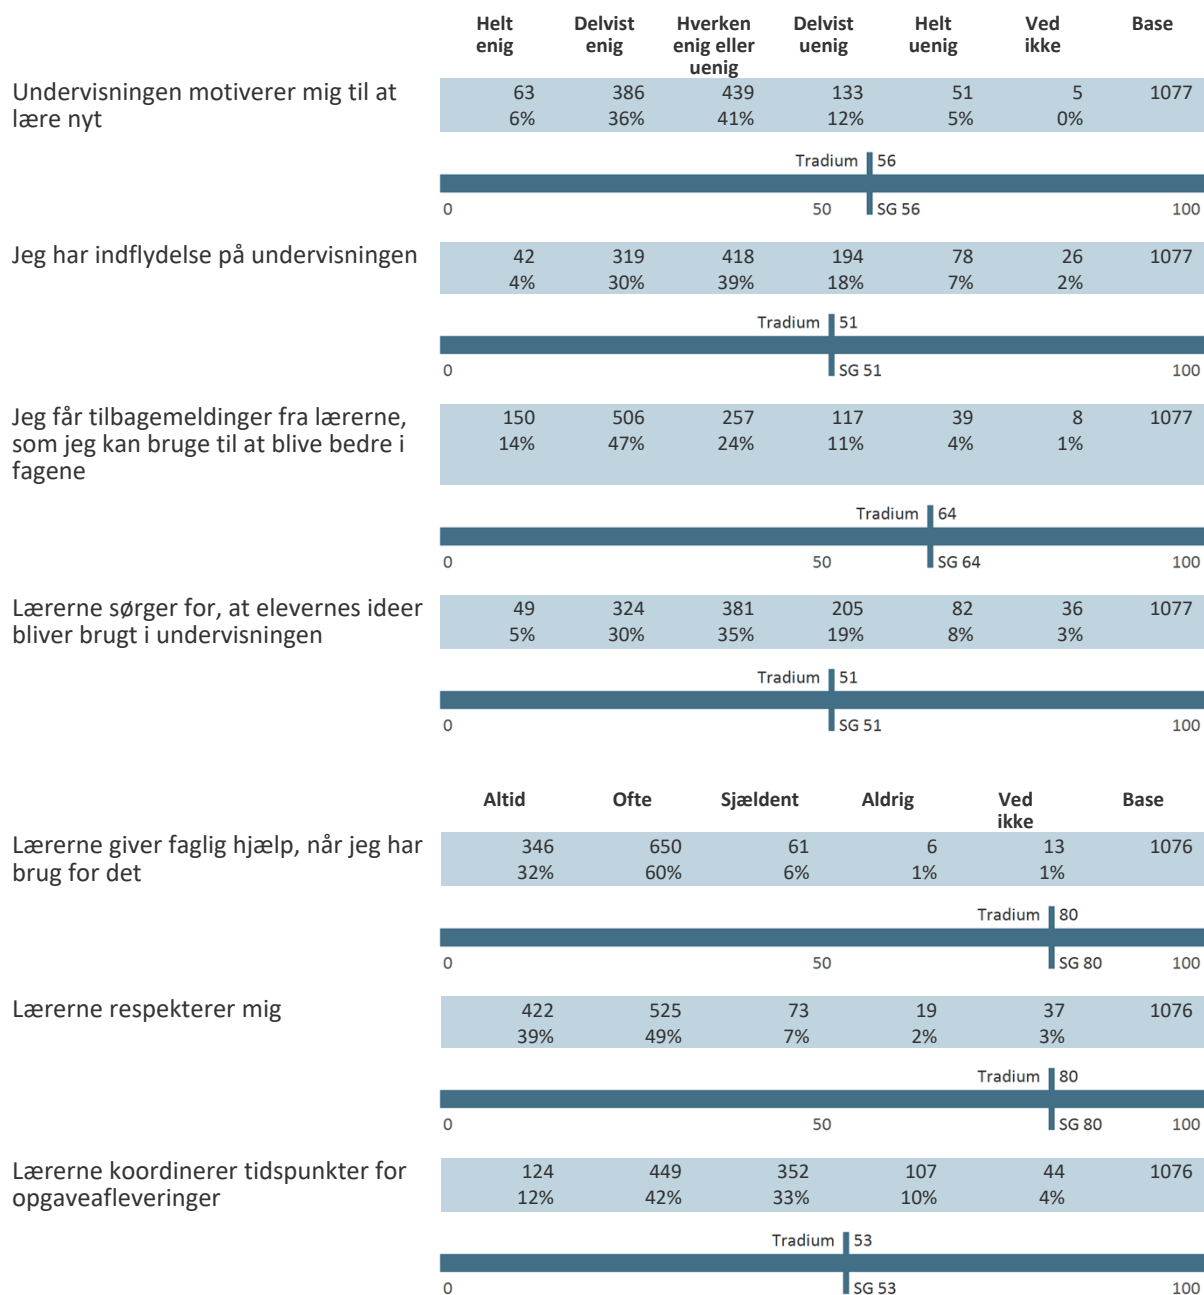 Helt enig Delvist enig Hverken enig eller uenig Delvist uenig Helt uenig Ved ikke Base
Undervisningen motiverer mig til at
lære nyt
63 386 439 133 51 5 1077
6% 36% 41% 12% 5% 0%
Tradium 56
0 50 SG 56 100
Jeg har indflydelse på undervisningen
42 319 418 194 78 26 1077
4% 30% 39% 18% 7% 2%
Tradium 51
0 SG 51 100
Jeg får tilbagemeldinger fra lærerne,
som jeg kan bruge til at blive bedre i
fagene
150 506 257 117 39 8 1077
14% 47% 24% 11% 4% 1%
Tradium 64
0 50 SG 64 100
Lærerne sørger for, at elevernes ideer
bliver brugt i undervisningen
49 324 381 205 82 36 1077
5% 30% 35% 19% 8% 3%
Tradium 51
0 SG 51 100
Altid Ofte Sjældent Aldrig Ved ikke Base
Lærerne giver faglig hjælp, når jeg har
brug for det
346 650 61 6 13 1076
32% 60% 6% 1% 1%
Tradium 80
0 50 SG 80 100
Lærerne respekterer mig
422 525 73 19 37 1076
39% 49% 7% 2% 3%
Tradium 80
0 50 SG 80 100
Lærerne koordinerer tidspunkter for
opgaveafleveringer
124 449 352 107 44 1076
12% 42% 33% 10% 4%
Tradium 53
0 SG 53 100